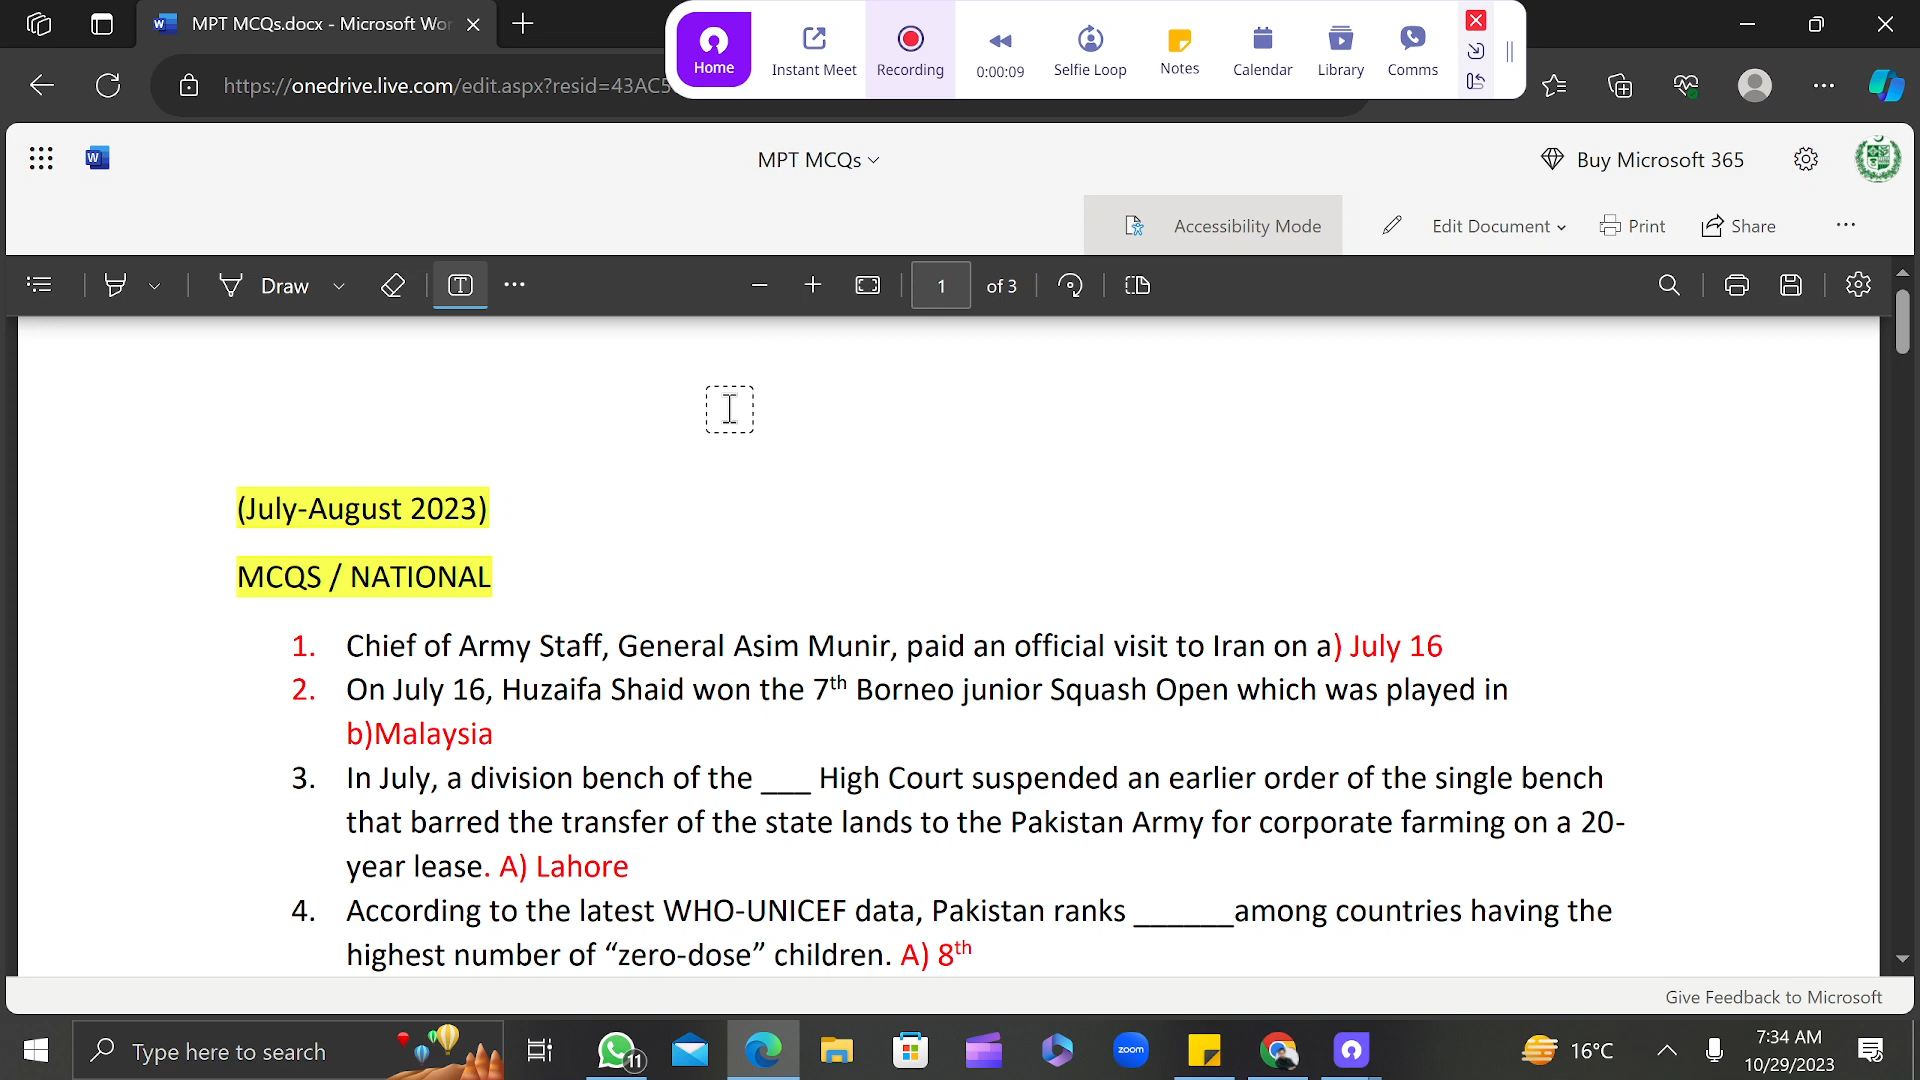 MPT MCQs.docx - Microsoft Wor
Home
Instant Meet
Recording
0:00:09
Selfie Loop
Notes
Calendar
Library
Comms
https://onedrive.live.com/edit.aspx?resid=43AC5
MPT MCQs
Buy Microsoft 365
Accessibility Mode
Edit Document
Print
Share
Draw
1 of 3
(July-August 2023)
MCQS / NATIONAL
1. Chief of Army Staff, General Asim Munir, paid an official visit to Iran on a) July 16
2. On July 16, Huzaifa Shaid won the 7th Borneo junior Squash Open which was played in
b)Malaysia
3. In July, a division bench of the ___ High Court suspended an earlier order of the single bench
that barred the transfer of the state lands to the Pakistan Army for corporate farming on a 20-
year lease. A) Lahore
4. According to the latest WHO-UNICEF data, Pakistan ranks ______among countries having the
highest number of “zero-dose” children. A) 8th
Give Feedback to Microsoft
Type here to search
11
zoom
16°C
7:34 AM
10/29/2023